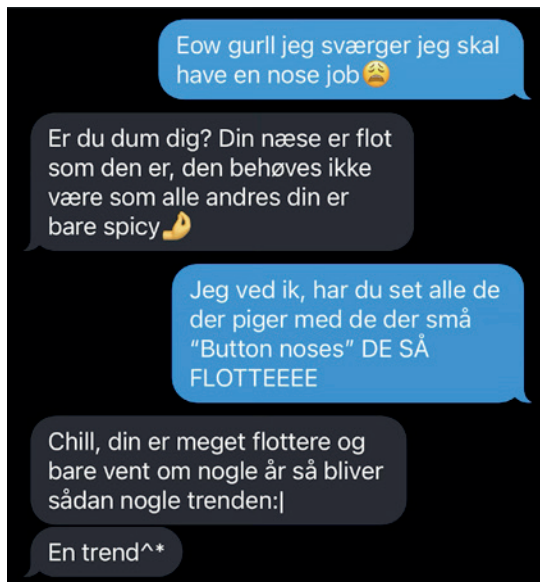 Eow gurll jeg sværger jeg skal
have en nose job😩
Er du dum dig? Din næse er flot
som den er, den behøves ikke
være som alle andres din er
bare spicy🤌
Jeg ved ik, har du set alle de
der piger med de der små
“Button noses” DE SÅ
FLOTTEEEE
Chill, din er meget flottere og
bare vent om nogle år så bliver
sådan nogle trenden:|
En trend^*